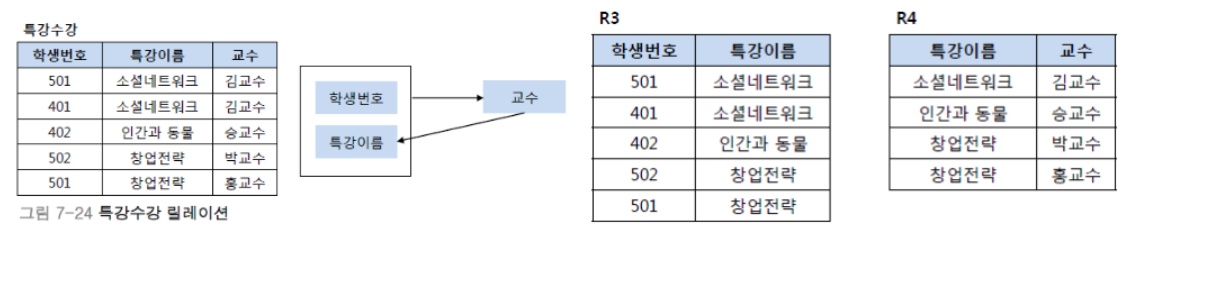 특강수강
학생번호 특강이름 교수
501 소셜네트워크 김교수
401 소셜네트워크 김교수
402 인간과 동물 승교수
502 창업전략 박교수
501 창업전략 홍교수
그림 7-24 특강수강 릴레이션
학생번호
특강이름
교수
R3
학생번호 특강이름
501 소셜네트워크
401 소셜네트워크
402 인간과 동물
502 창업전략
501 창업전략
R4
특강이름 교수
소셜네트워크 김교수
인간과 동물 승교수
창업전략 박교수
창업전략 홍교수